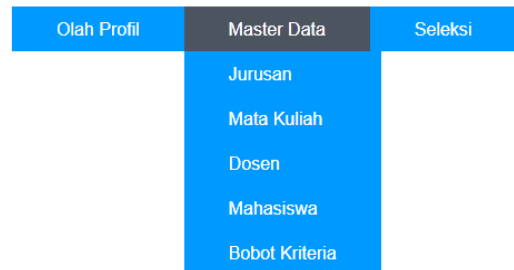 Olah Profil Master Data Seleksi
Jurusan
Mata Kuliah
Dosen
Mahasiswa
Bobot Kriteria